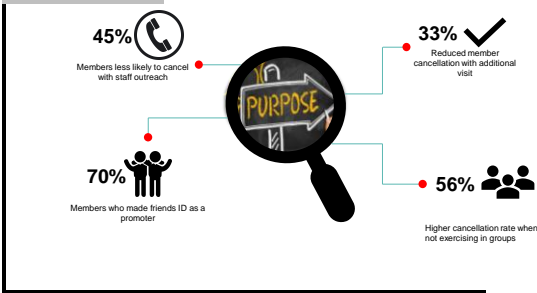 45%
Members less likely to cancel
with staff outreach
33%
Reduced member
cancellation with additional
visit
PURPOSE
70%
Members who made friends ID as a
promoter
56%
Higher cancellation rate when
not exercising in groups